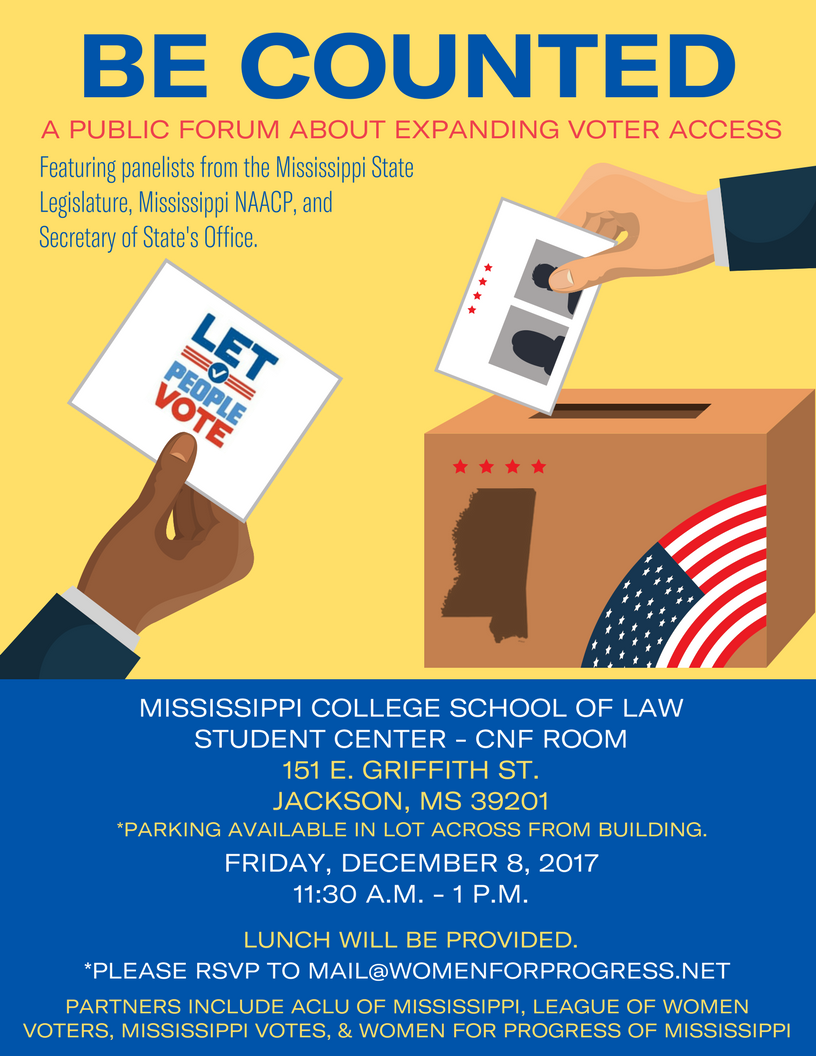 BE COUNTED
A PUBLIC FORUM ABOUT EXPANDING VOTER ACCESS
Featuring panelists from the Mississippi State
Legislature, Mississippi NAACP, and
Secretary of State's Office.
LET
PEOPLE
VOTE
MISSISSIPPI COLLEGE SCHOOL OF LAW
STUDENT CENTER - CNF ROOM
151 E. GRIFFITH ST.
JACKSON, MS 39201
*PARKING AVAILABLE IN LOT ACROSS FROM BUILDING.
FRIDAY, DECEMBER 8, 2017
11:30 A.M. - 1 P.M.
LUNCH WILL BE PROVIDED.
*PLEASE RSVP TO MAIL@WOMENFORPROGRESS.NET
PARTNERS INCLUDE ACLU OF MISSISSIPPI, LEAGUE OF WOMEN
VOTERS, MISSISSIPPI VOTES, & WOMEN FOR PROGRESS OF MISSISSIPPI